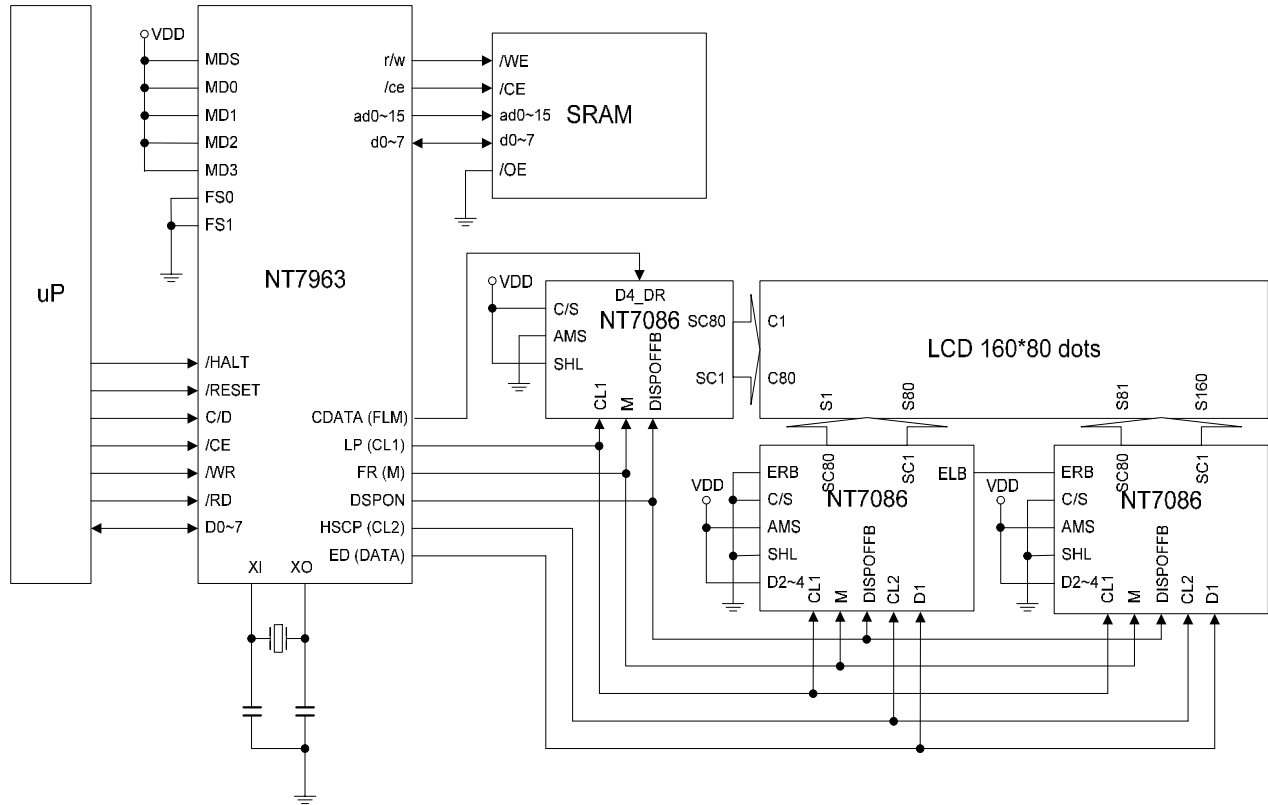 uP
VDD
MDS
MD0
MD1
MD2
MD3
FS0
FS1
NT7963
/HALT
/RESET
C/D
/CE
/WR
/RD
D0~7
XI XO
r/w
/ce
ad0~15
d0~7
CDATA (FLM)
LP (CL1)
FR (M)
DSPON
HSCP (CL2)
ED (DATA)
/WE
/CE
ad0~15
d0~7
/OE
SRAM
VDD
D4_DR
NT7086
C/S
AMS
SHL
SC80
SC1
CL1
M
DISPOFFB
C1
C80
LCD 160*80 dots
S1
S80
S81
S160
VDD
ERB
C/S
AMS
SHL
D2~4
SC80
SC1
ELB
NT7086
CL1
M
DISPOFFB
CL2
D1
VDD
ERB
C/S
AMS
SHL
D2~4
SC80
SC1
NT7086
CL1
M
DISPOFFB
CL2
D1